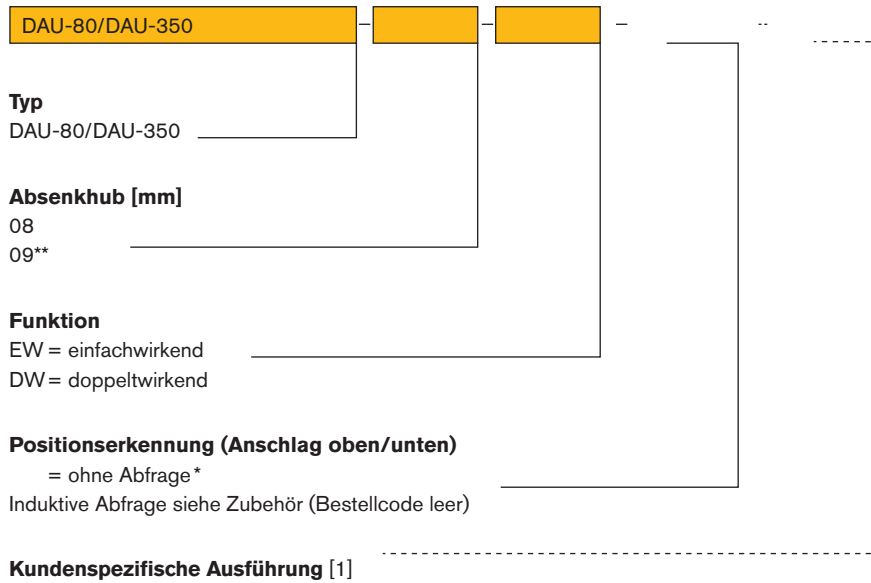 DAU-80/DAU-350 – – – --
Typ
DAU-80/DAU-350
Absenkhub [mm]
08
09**
Funktion
EW = einfachwirkend
DW = doppeltwirkend
Positionserkennung (Anschlag oben/unten)
= ohne Abfrage*
Induktive Abfrage siehe Zubehör (Bestellcode leer)
Kundenspezifische Ausführung [1]